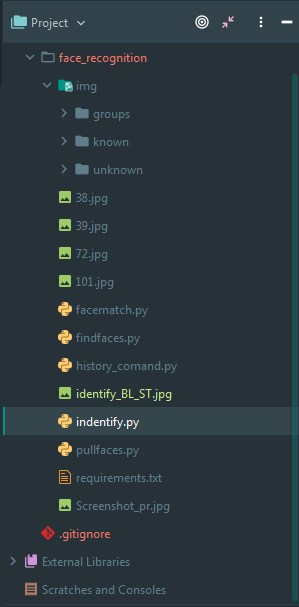 Project
face_recognition
img
groups
known
unknown
38.jpg
39.jpg
72.jpg
101.jpg
facematch.py
findfaces.py
history_comand.py
identify_BL_ST.jpg
indentify.py
pullfaces.py
requirements.txt
Screenshot_pr.jpg
.gitignore
External Libraries
Scratches and Consoles